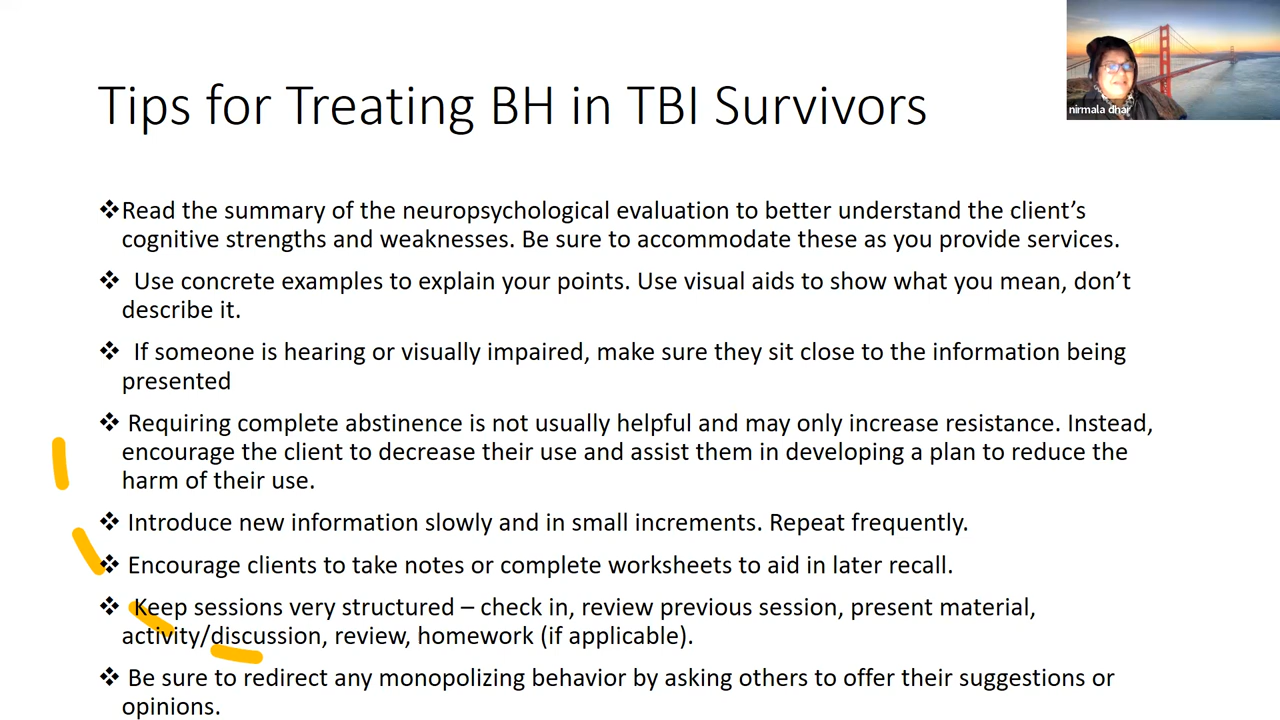 Tips for Treating BH in TBI Survivors
nirmala dhar
❖Read the summary of the neuropsychological evaluation to better understand the client's
cognitive strengths and weaknesses. Be sure to accommodate these as you provide services.
❖ Use concrete examples to explain your points. Use visual aids to show what you mean, don't
describe it.
❖ If someone is hearing or visually impaired, make sure they sit close to the information being
presented
❖ Requiring complete abstinence is not usually helpful and may only increase resistance. Instead,
encourage the client to decrease their use and assist them in developing a plan to reduce the
harm of their use.
❖ Introduce new information slowly and in small increments. Repeat frequently.
❖ Encourage clients to take notes or complete worksheets to aid in later recall.
❖ Keep sessions very structured – check in, review previous session, present material,
activity/discussion, review, homework (if applicable).
❖ Be sure to redirect any monopolizing behavior by asking others to offer their suggestions or
opinions.